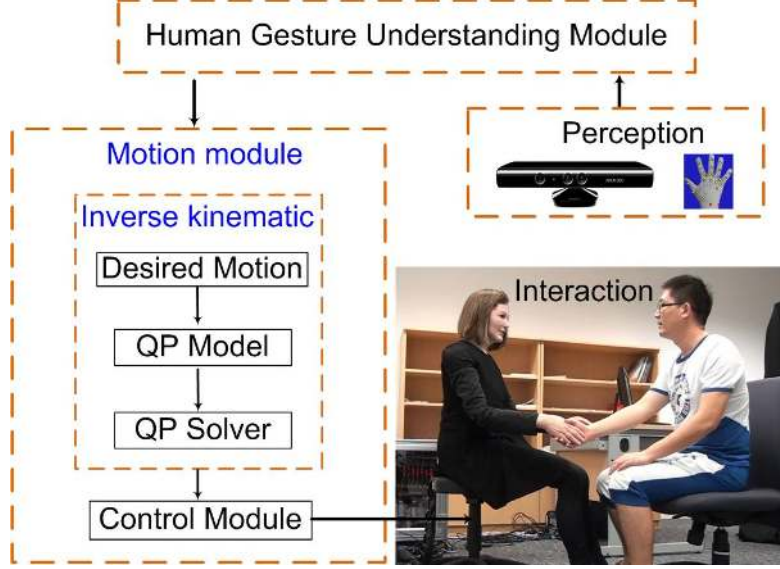 Human Gesture Understanding Module
Perception
Motion module
Inverse kinematic
Desired Motion
QP Model
QP Solver
Control Module
Interaction